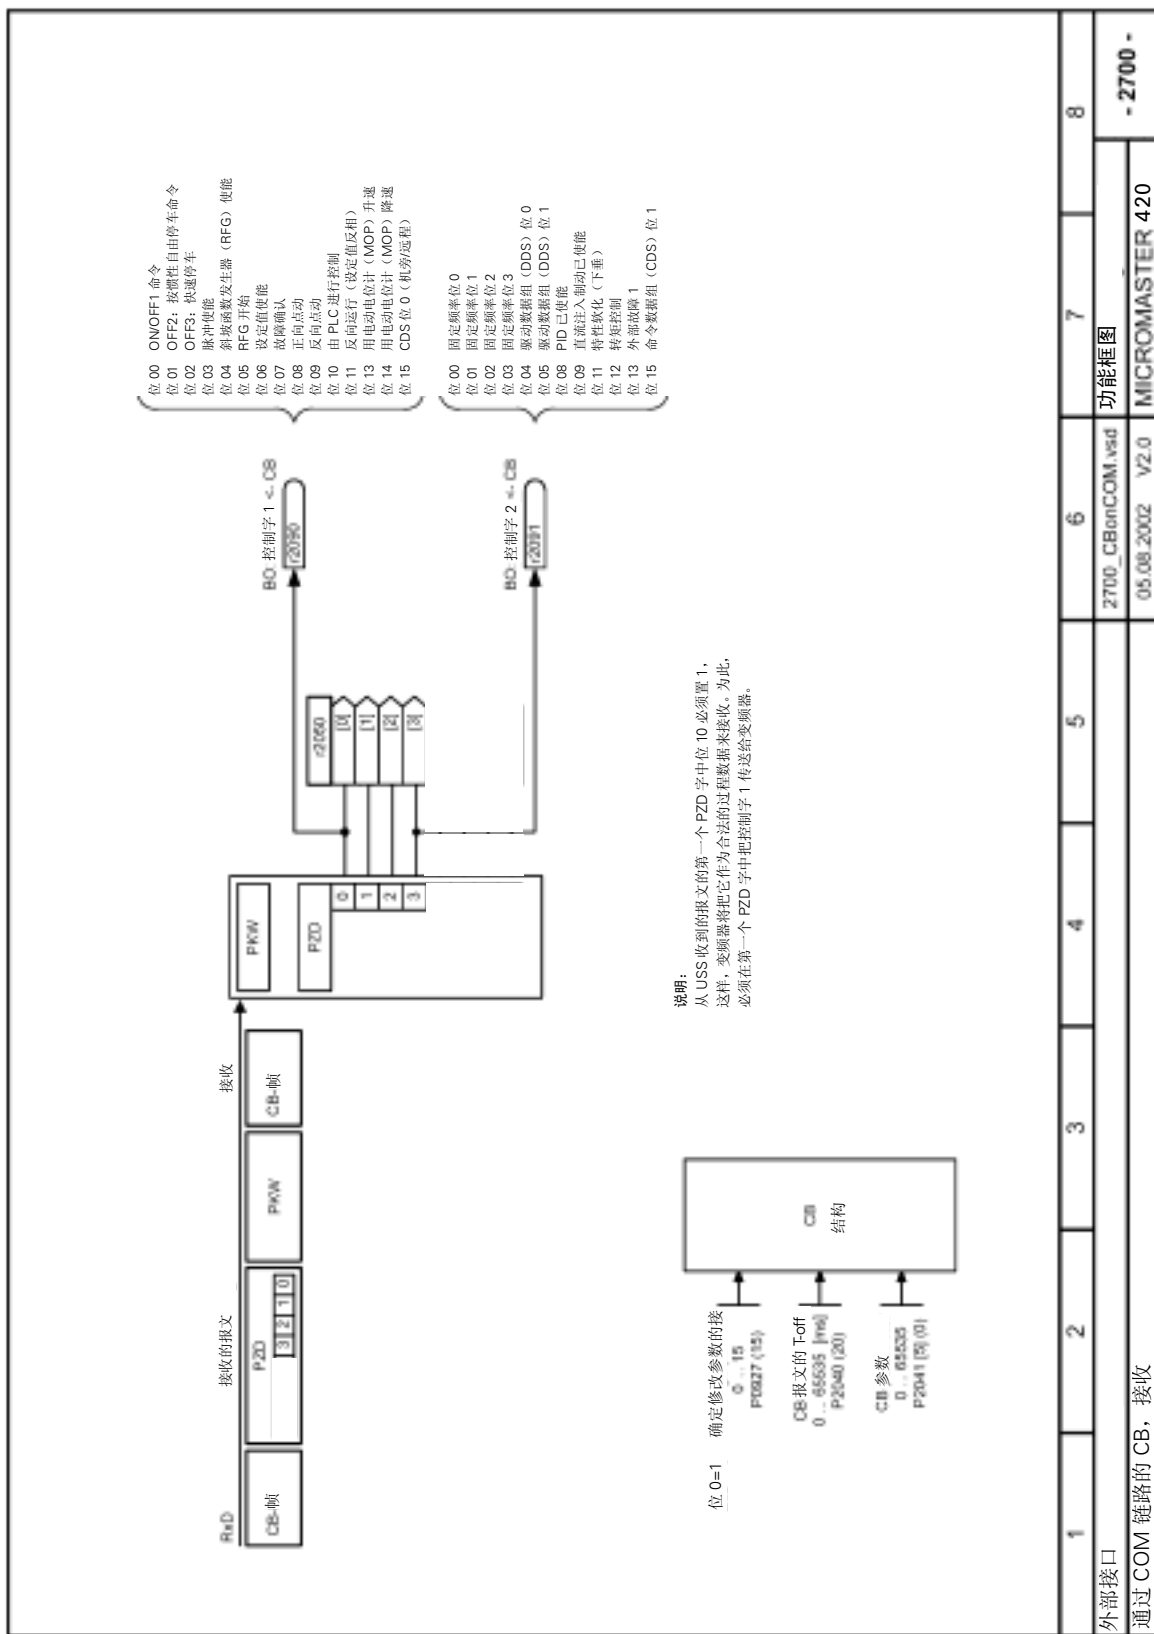 RxD
接收的报文
接收
CB-帧
PZD
3 2 1 0
PKW
CB-帧
PKW
PZD
0
1
2
3
r2050
[0]
[1]
[2]
[3]
BO: 控制字 1 <- CB
r2090
位 00 ON/OFF1 命令
位 01 OFF2：按惯性自由停车命令
位 02 OFF3：快速停车
位 03 脉冲使能
位 04 斜坡函数发生器（RFG）使能
位 05 RFG 开始
位 06 设定值使能
位 07 故障确认
位 08 正向点动
位 09 反向点动
位 10 由 PLC 进行控制
位 11 反向运行（设定值反相）
位 13 用电动电位计（MOP）升速
位 14 用电动电位计（MOP）降速
位 15 CDS 位 0（机旁/远程）
BO: 控制字 2 <- CB
r2091
位 00 固定频率位 0
位 01 固定频率位 1
位 02 固定频率位 2
位 03 固定频率位 3
位 04 驱动数据组（DDS）位 0
位 05 驱动数据组（DDS）位 1
位 08 PID 已使能
位 09 直流注入制动已使能
位 11 特性软化（下垂）
位 12 转矩控制
位 13 外部故障 1
位 15 命令数据组（CDS）位 1
说明：
从 USS 收到的报文的第一个 PZD 字中位 10 必须置 1，
这样，变频器将把它作为合法的过程数据来接收。为此，
必须在第一个 PZD 字中把控制字 1 传送给变频器。
位 0=1 确定修改参数的接
0 .. 15
P0927 (15)
CB 报文的 T-off
0 .. 65535 [ms]
P2040 (20)
CB 参数
0 .. 65535
P2041 [5] (0)
CB
结构
1 2 3 4 5 6 7 8
外部接口 2700_CBonCOM.vsd 功能框图 - 2700 -
通过 COM 链路的 CB，接收 05.08.2002 V2.0 MICROMASTER 420